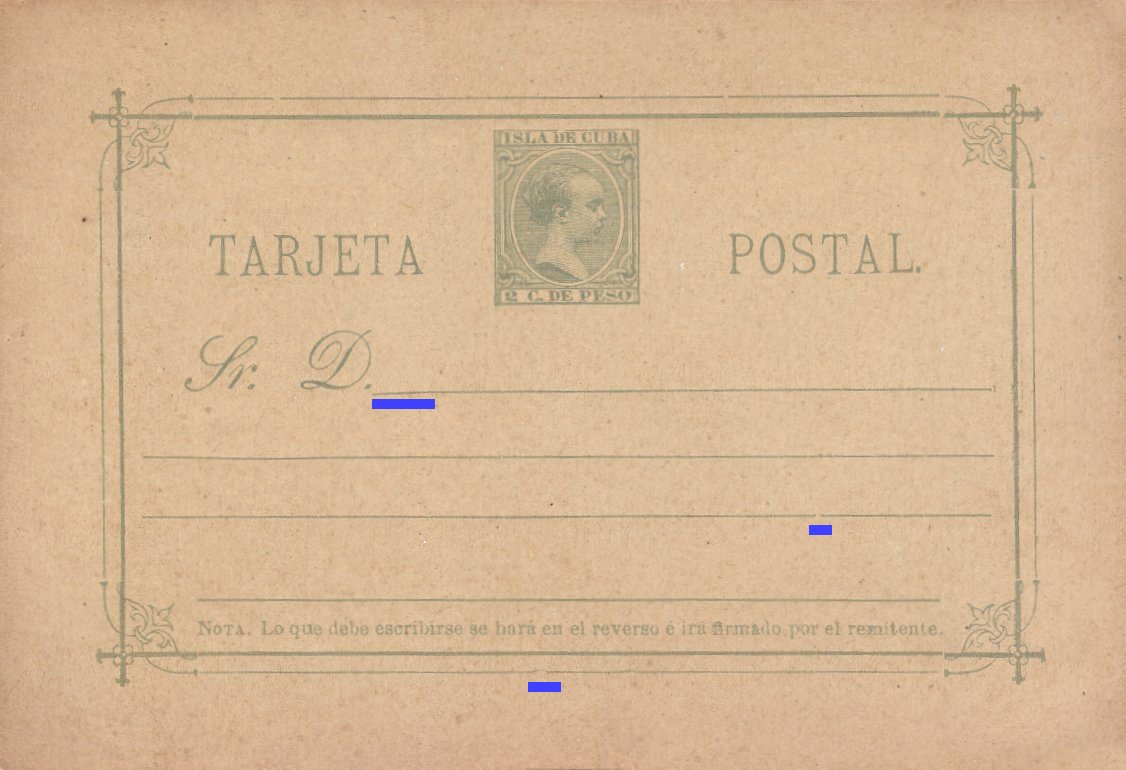 ISLA DE CUBA
TARJETA POSTAL.
2 C. DE PESO
Sr. D.
NOTA. Lo que debe escribirse se hará en el reverso é irá firmado por el remitente.